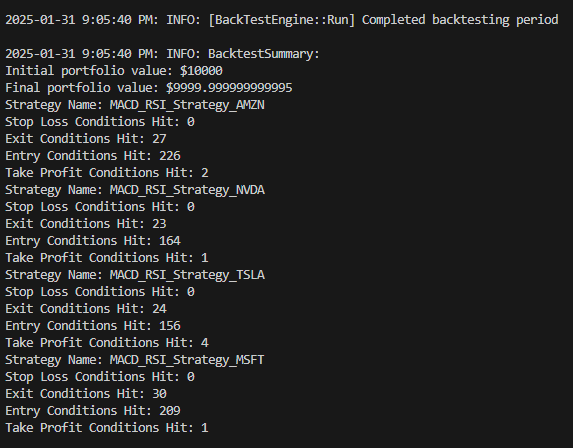 2025-01-31 9:05:40 PM: INFO: [BackTestEngine::Run] Completed backtesting period
2025-01-31 9:05:40 PM: INFO: BacktestSummary:
Initial portfolio value: $10000
Final portfolio value: $9999.999999999995
Strategy Name: MACD_RSI_Strategy_AMZN
Stop Loss Conditions Hit: 0
Exit Conditions Hit: 27
Entry Conditions Hit: 226
Take Profit Conditions Hit: 2
Strategy Name: MACD_RSI_Strategy_NVDA
Stop Loss Conditions Hit: 0
Exit Conditions Hit: 23
Entry Conditions Hit: 164
Take Profit Conditions Hit: 1
Strategy Name: MACD_RSI_Strategy_TSLA
Stop Loss Conditions Hit: 0
Exit Conditions Hit: 24
Entry Conditions Hit: 156
Take Profit Conditions Hit: 4
Strategy Name: MACD_RSI_Strategy_MSFT
Stop Loss Conditions Hit: 0
Exit Conditions Hit: 30
Entry Conditions Hit: 209
Take Profit Conditions Hit: 1